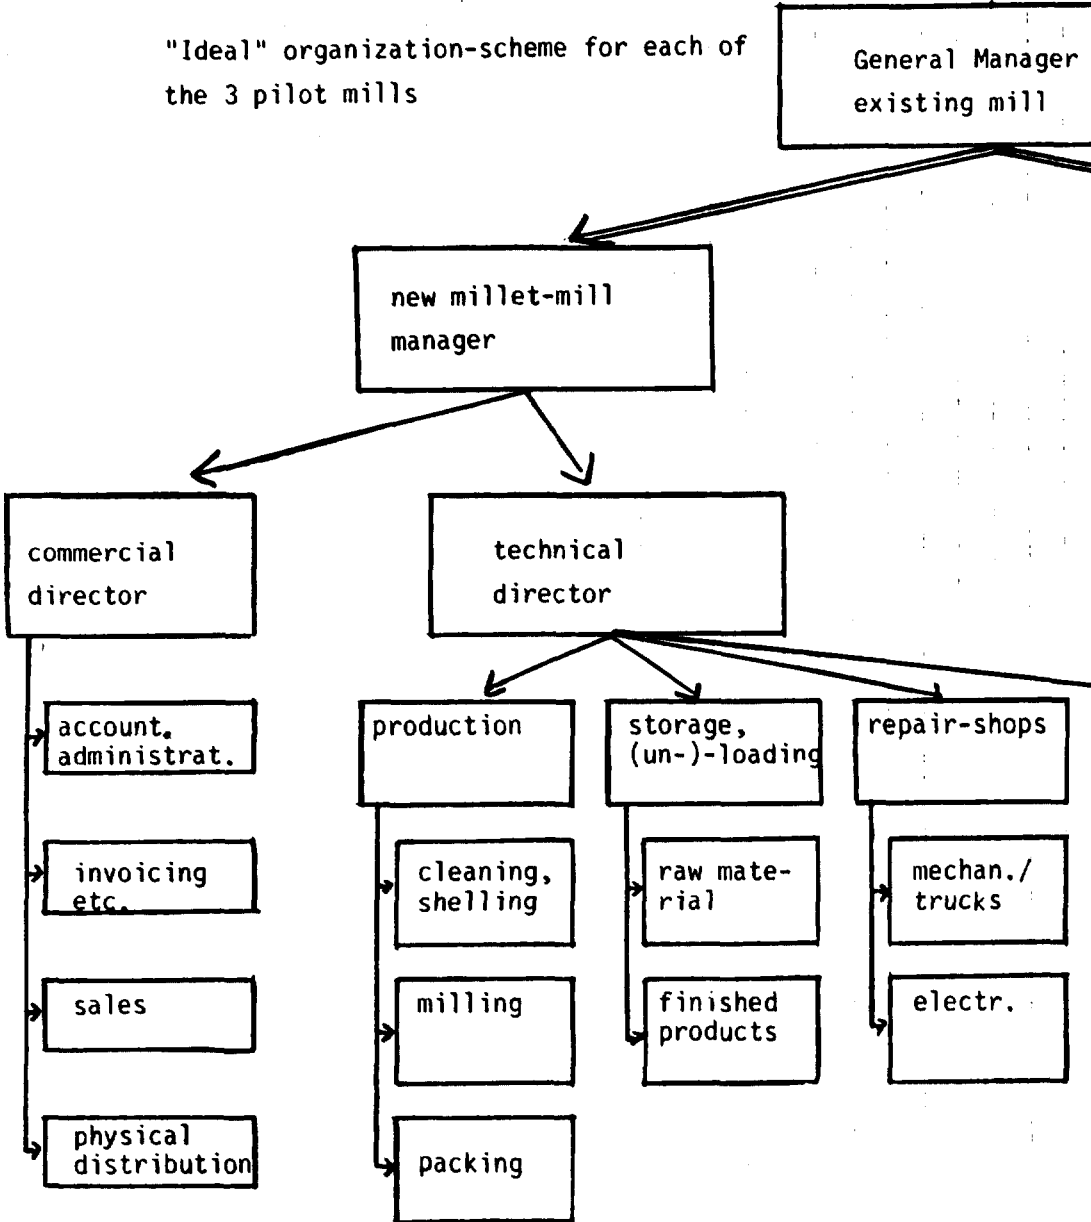 "Ideal" organization-scheme for each of
the 3 pilot mills
General Manager
existing mill
new millet-mill
manager
commercial
director
technical
director
account.
administrat.
invoicing
etc.
sales
physical
distribution
production
cleaning,
shelling
milling
packing
storage,
(un-)-loading
raw mate-
rial
finished
products
repair-shops
mechan./
trucks
electr.